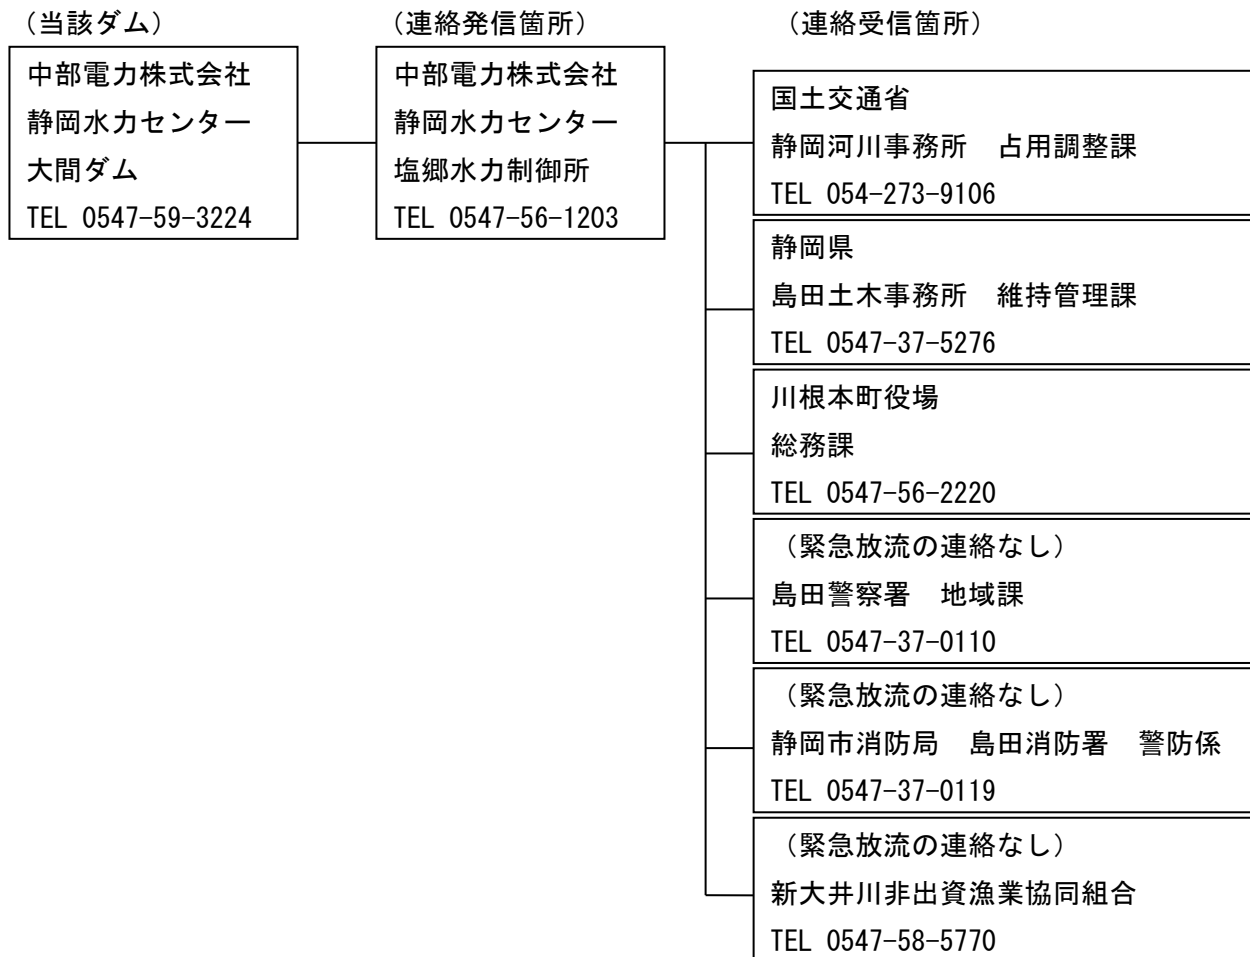 （当該ダム）
中部電力株式会社
静岡水力センター
大間ダム
TEL 0547-59-3224
（連絡発信箇所）
中部電力株式会社
静岡水力センター
塩郷水力制御所
TEL 0547-56-1203
（連絡受信箇所）
国土交通省
静岡河川事務所　占用調整課
TEL 054-273-9106
静岡県
島田土木事務所　維持管理課
TEL 0547-37-5276
川根本町役場
総務課
TEL 0547-56-2220
（緊急放流の連絡なし）
島田警察署　地域課
TEL 0547-37-0110
（緊急放流の連絡なし）
静岡市消防局　島田消防署　警防係
TEL 0547-37-0119
（緊急放流の連絡なし）
新大井川非出資漁業協同組合
TEL 0547-58-5770